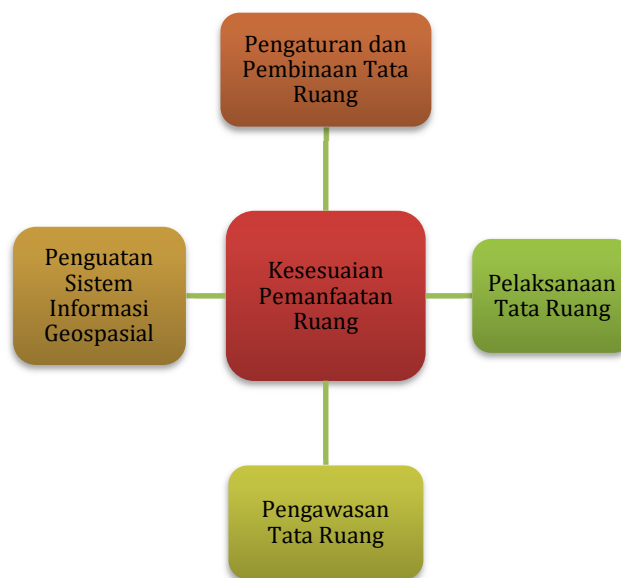 Pengaturan dan
Pembinaan Tata
Ruang
Penguatan
Sistem
Informasi
Geospasial
Kesesuaian
Pemanfaatan
Ruang
Pelaksanaan
Tata Ruang
Pengawasan
Tata Ruang